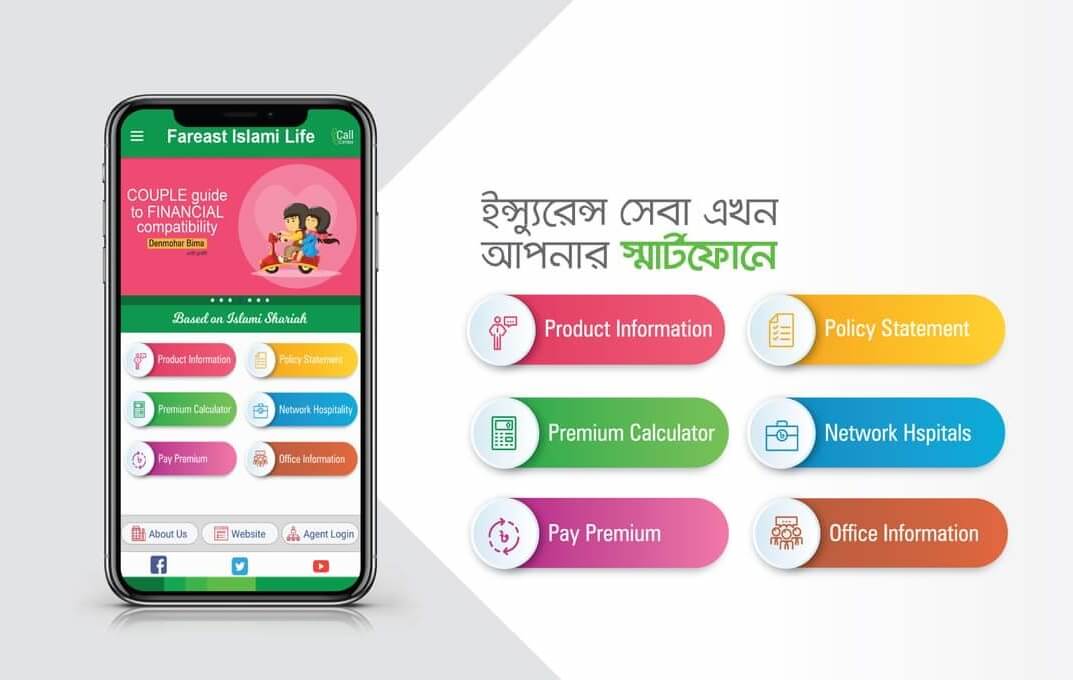 Fareast Islami Life
Call
Center
COUPLE guide
to FINANCIAL
compatibility
Denmohar Bima
Based on Islami Shariah
Product Information
Policy Statement
Premium Calculator
Network Hospitality
Pay Premium
Office Information
About Us
Website
Agent Login
ইন্স্যুরেন্স সেবা এখন
আপনার স্মার্টফোনে
Product Information
Policy Statement
Premium Calculator
Network Hspitals
Pay Premium
Office Information